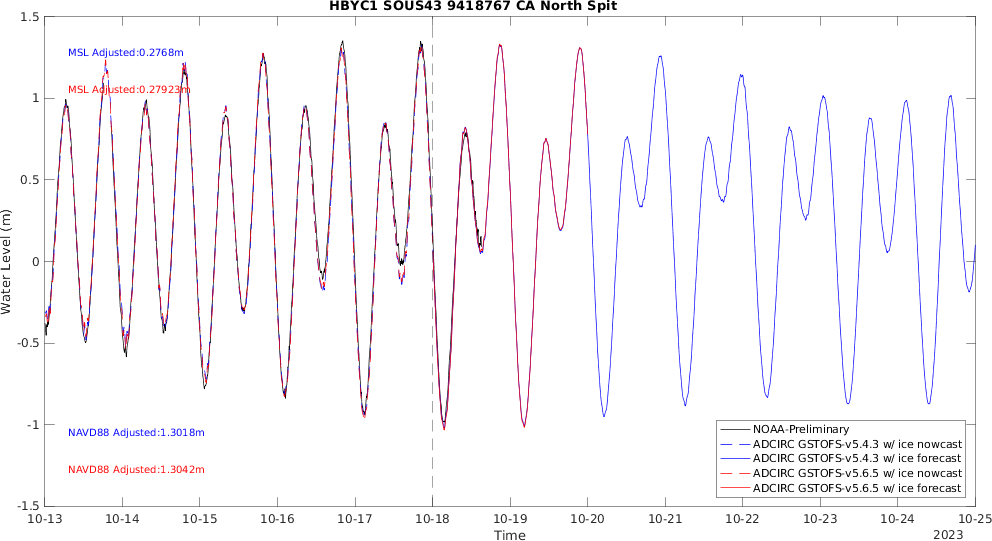 HBYC1 SOUS43 9418767 CA North Spit
1.5
1
0.5
0
-0.5
-1
-1.5
Water Level (m)
MSL Adjusted:0.2768m
MSL Adjusted:0.27923m
NAVD88 Adjusted:1.3018m
NAVD88 Adjusted:1.3042m
NOAA-Preliminary
ADCIRC GSTOFS-v5.4.3 w/ ice nowcast
ADCIRC GSTOFS-v5.4.3 w/ ice forecast
ADCIRC GSTOFS-v5.6.5 w/ ice nowcast
ADCIRC GSTOFS-v5.6.5 w/ ice forecast
10-13 10-14 10-15 10-16 10-17 10-18 10-19 10-20 10-21 10-22 10-23 10-24 10-25
Time
2023